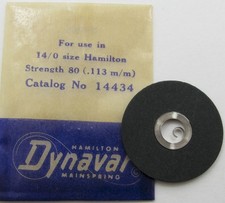 For use in
14/0 size Hamilton
Strength 80 (.113 m/m)
Catalog No 14434
HAMILTON
Dynavar
MAINSPRING